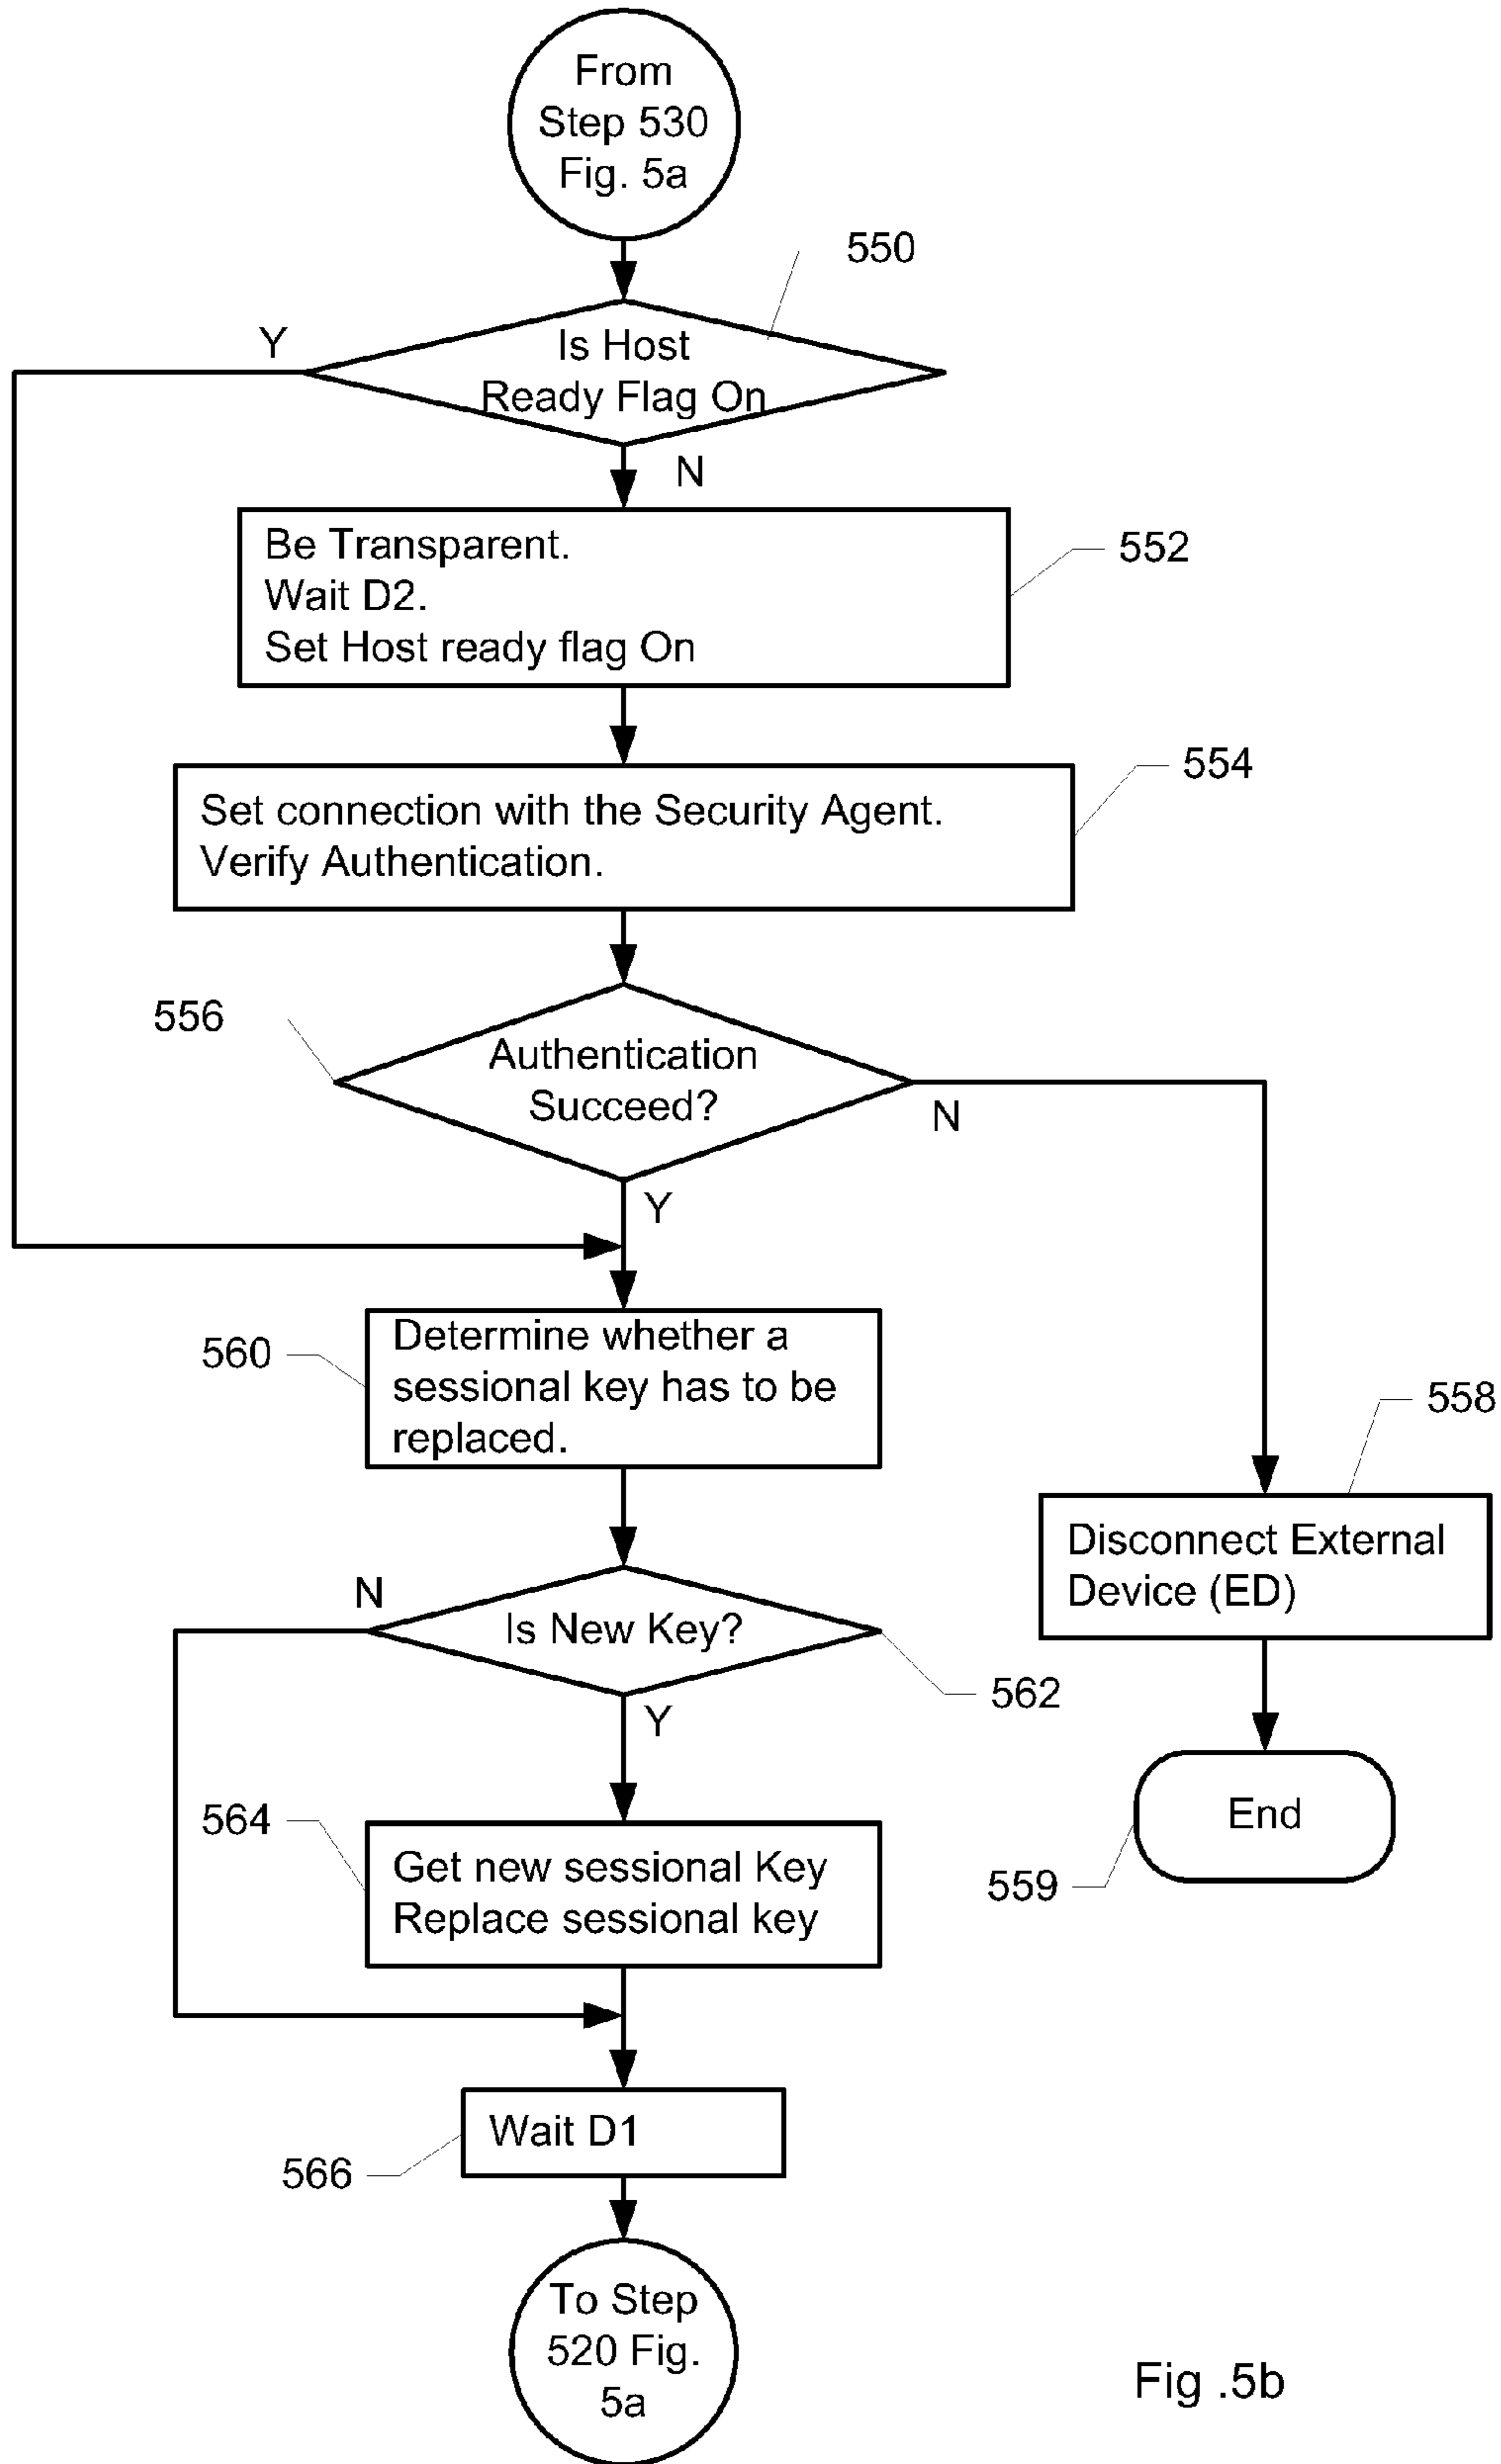 From
Step 530
Fig. 5a
550
Y
Is Host
Ready Flag On
N
Be Transparent.
Wait D2.
Set Host ready flag On
552
554
Set connection with the Security Agent.
Verify Authentication.
556
Authentication
Succeed?
N
Y
560
Determine whether a
sessional key has to be
replaced.
558
Disconnect External
Device (ED)
N
Is New Key?
562
Y
564
Get new sessional Key
Replace sessional key
End
559
Wait D1
566
To Step
520 Fig.
5a
Fig .5b